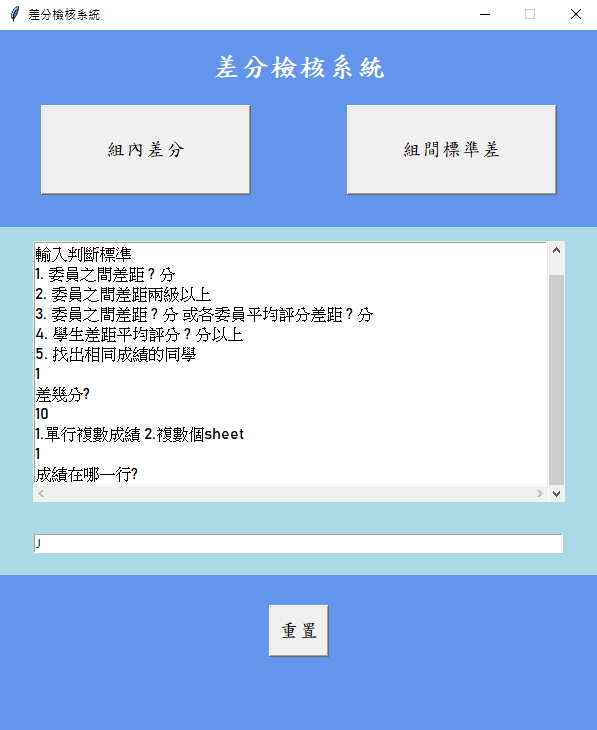 差分檢核系統
差分檢核系統
組內差分
組間標準差
輸入判斷標準
1. 委員之間差距 ? 分
2. 委員之間差距兩級以上
3. 委員之間差距 ? 分 或各委員平均評分差距 ? 分
4. 學生差距平均評分 ? 分以上
5. 找出相同成績的同學
1
差幾分?
10
1.單行複數成績 2.複數個sheet
1
成績在哪一行?
J
重置